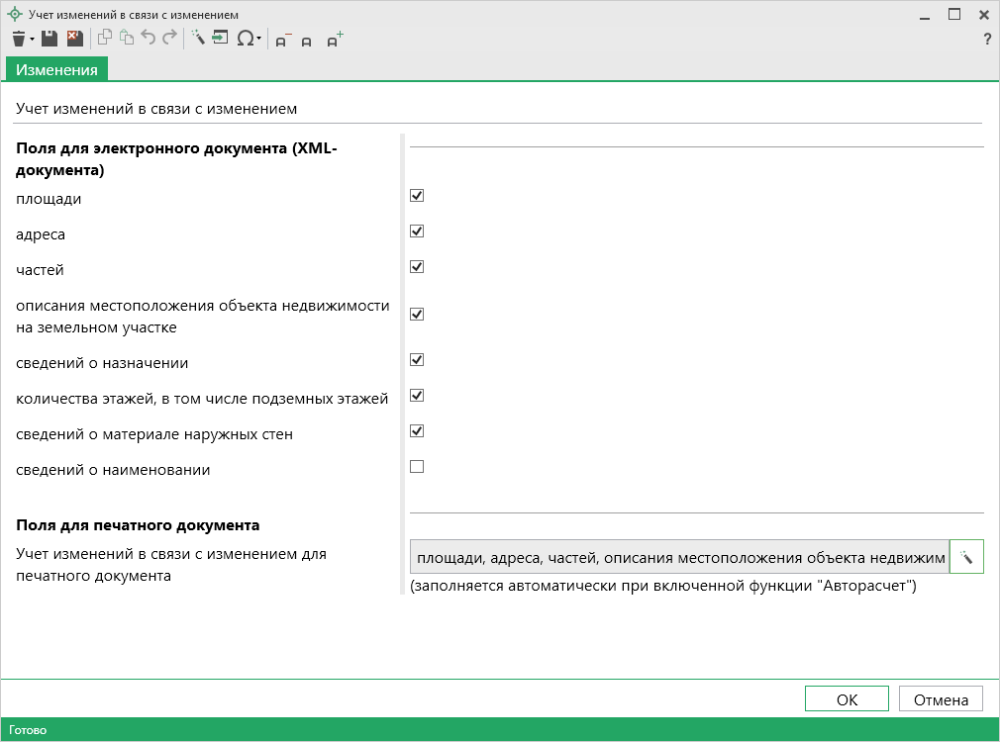 Учет изменений в связи с изменением
?
Изменения
Учет изменений в связи с изменением
Поля для электронного документа (XML-
документа)
площади
адреса
частей
описания местоположения объекта недвижимости
на земельном участке
сведений о назначении
количества этажей, в том числе подземных этажей
сведений о материале наружных стен
сведений о наименовании
Поля для печатного документа
Учет изменений в связи с изменением для
печатного документа
площади, адреса, частей, описания местоположения объекта недвижим
(заполняется автоматически при включенной функции "Авторасчет")
ОК
Отмена
Готово